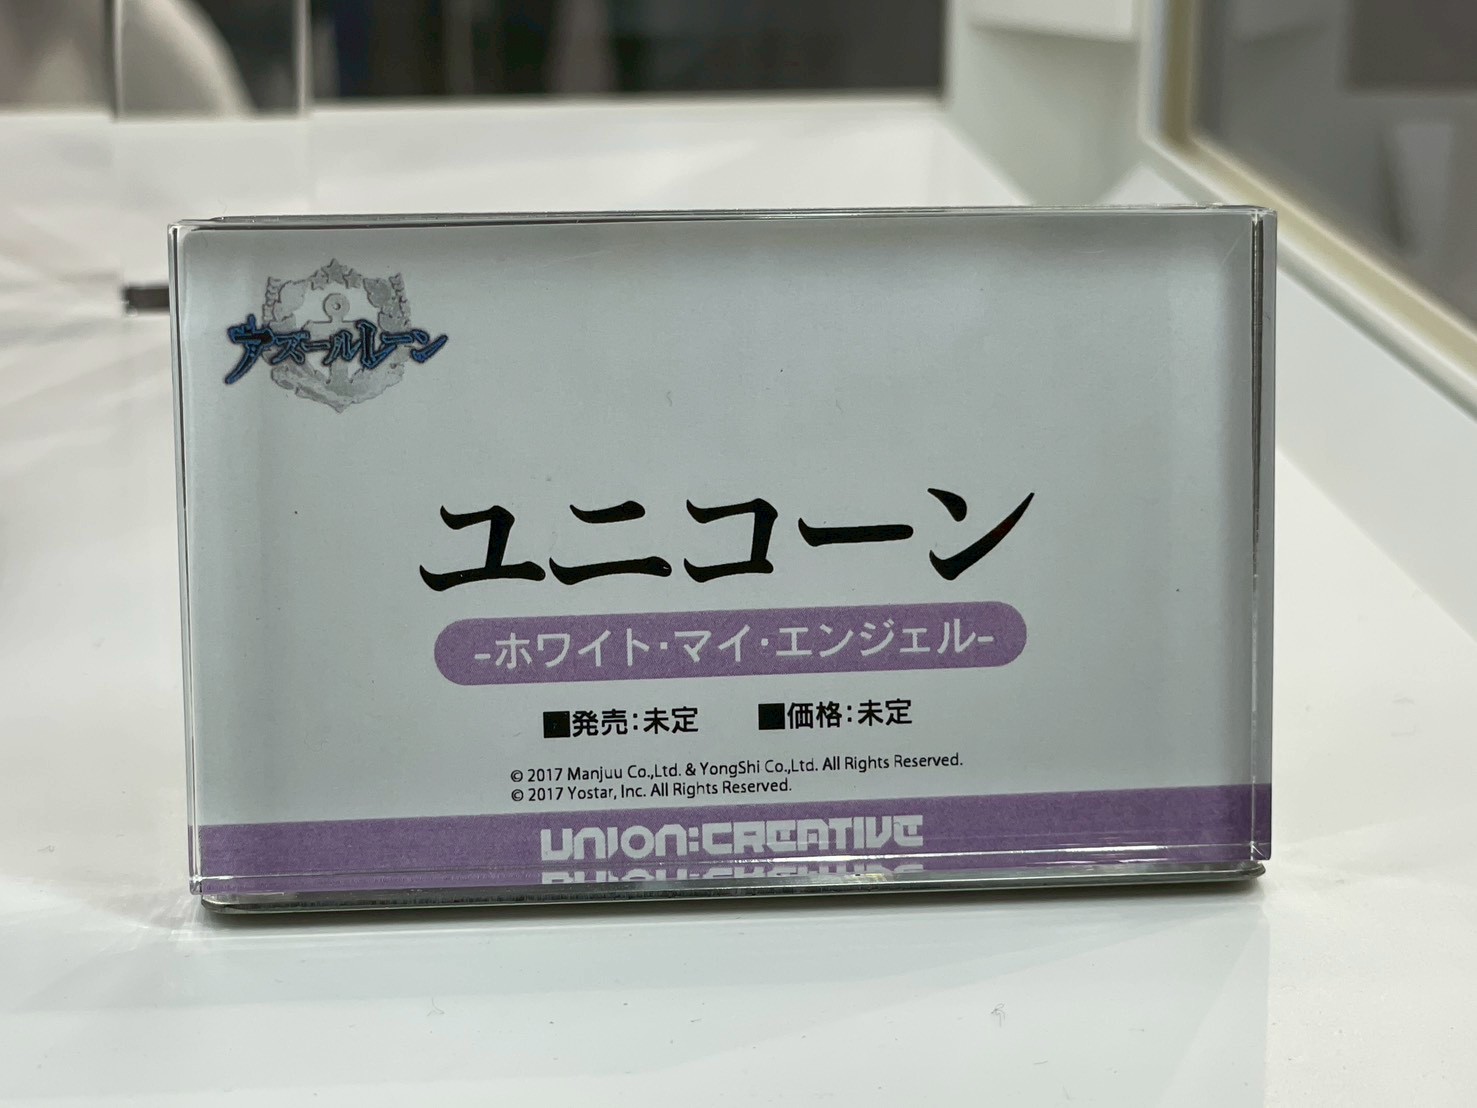 アズールレーン
ユニコーン
-ホワイト・マイ・エンジェル-
■発売：未定 ■価格：未定
© 2017 Manjuu Co.,Ltd. & YongShi Co.,Ltd. All Rights Reserved.
© 2017 Yostar, Inc. All Rights Reserved.
UNION:CREATIVE